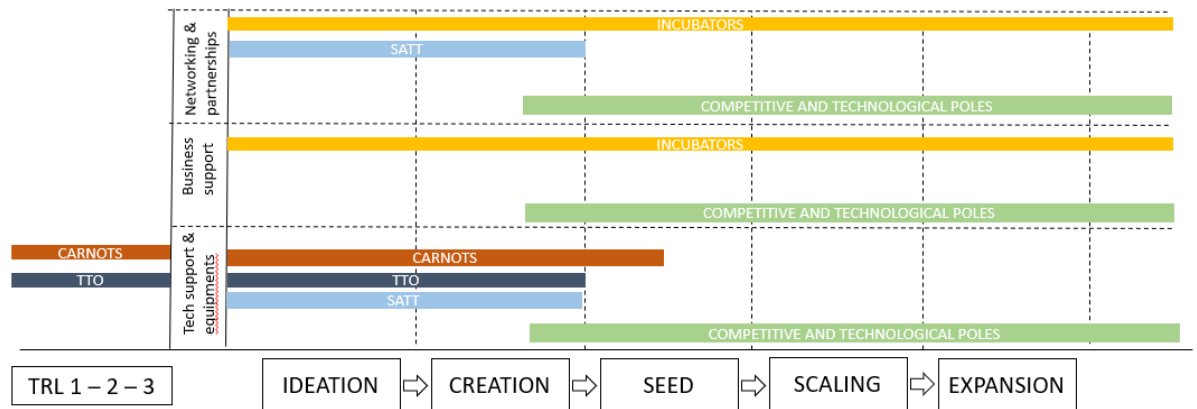 Networking &
partnerships
INCUBATORS
SATT
COMPETITIVE AND TECHNOLOGICAL POLES
Business
support
INCUBATORS
COMPETITIVE AND TECHNOLOGICAL POLES
Tech support &
equipments
CARNOTS
CARNOTS
TTO
TTO
SATT
COMPETITIVE AND TECHNOLOGICAL POLES
TRL 1 – 2 – 3
IDEATION
CREATION
SEED
SCALING
EXPANSION